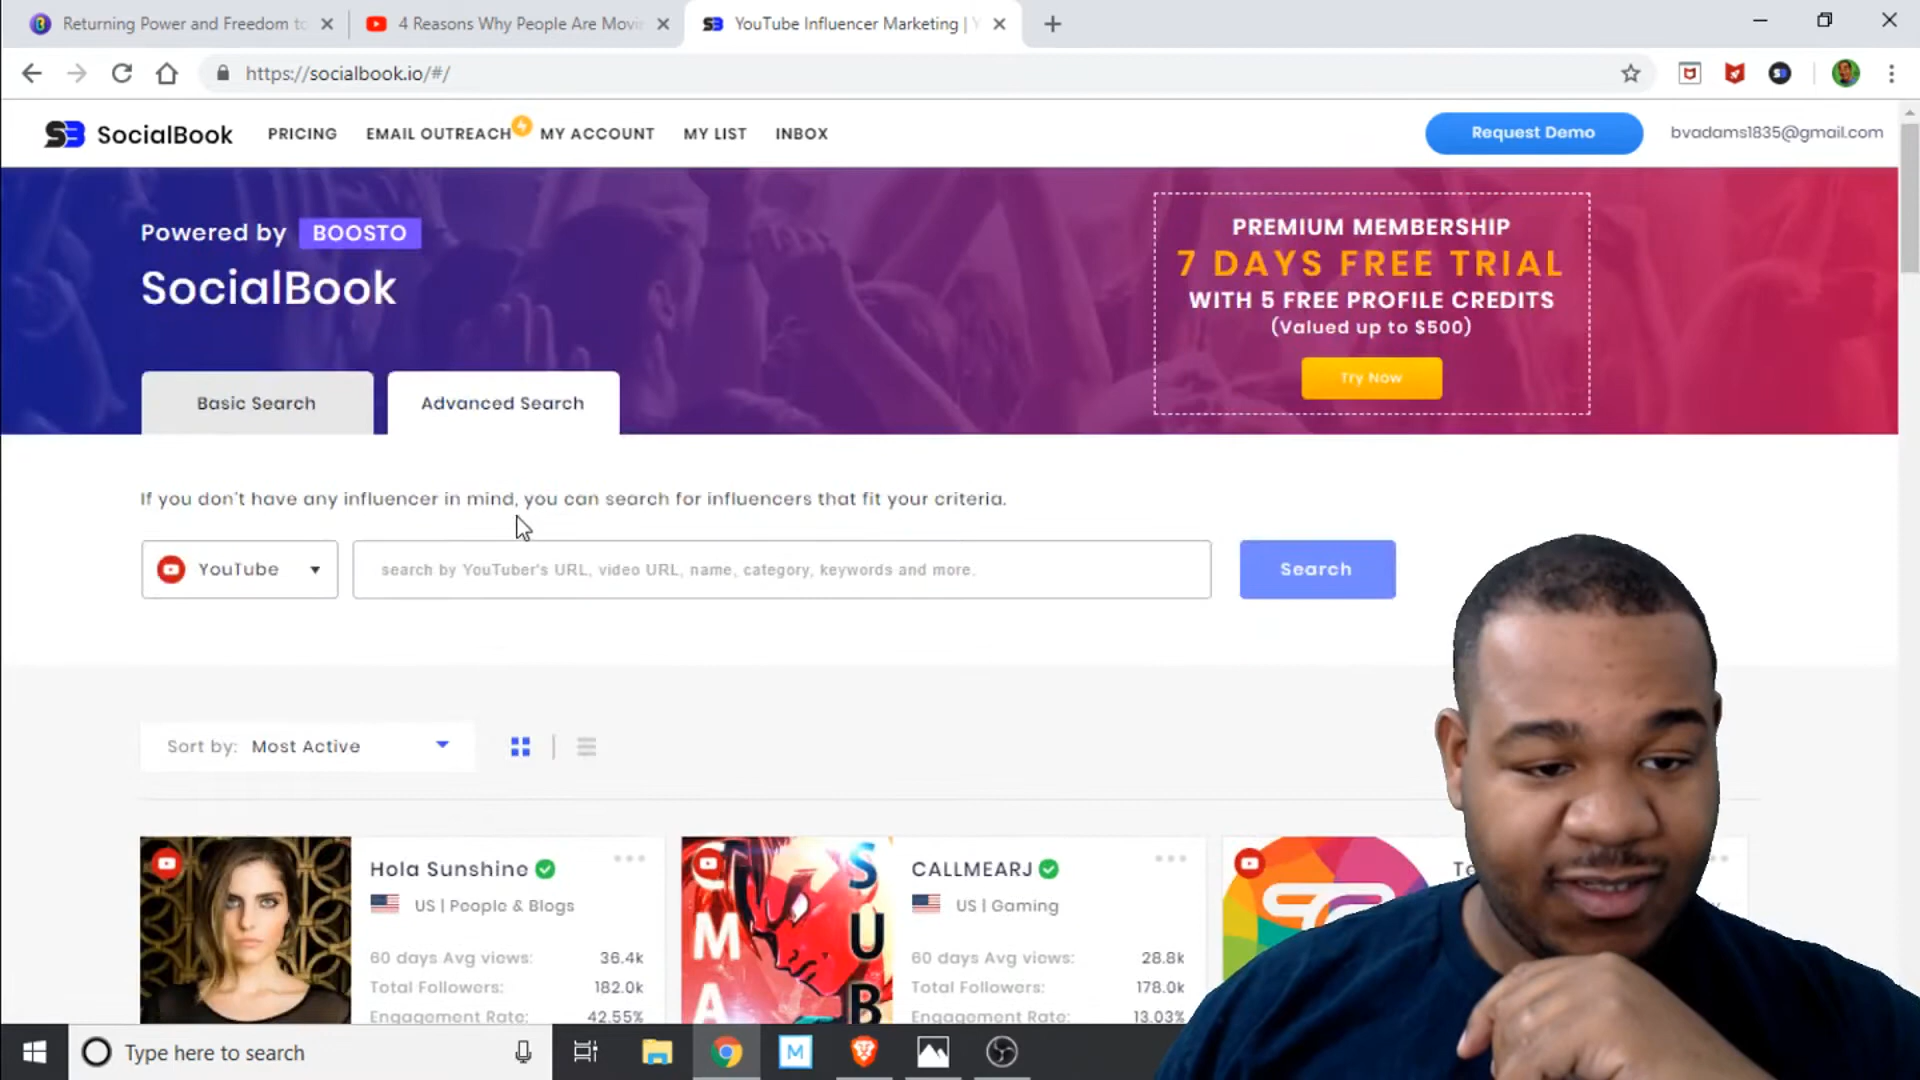 Returning Power and Freedom to
4 Reasons Why People Are Movin
YouTube Influencer Marketing | Y
https://socialbook.io/#/
SB SocialBook
PRICING
EMAIL OUTREACH
MY ACCOUNT
MY LIST
INBOX
Request Demo
bvadams1835@gmail.com
Powered by BOOSTO
SocialBook
PREMIUM MEMBERSHIP
7 DAYS FREE TRIAL
WITH 5 FREE PROFILE CREDITS
(Valued up to $500)
Try Now
Basic Search
Advanced Search
If you don't have any influencer in mind, you can search for influencers that fit your criteria.
YouTube
search by YouTuber's URL, video URL, name, category, keywords and more.
Search
Sort by: Most Active
Hola Sunshine
US | People & Blogs
60 days Avg views: 36.4k
Total Followers: 182.0k
Engagement Rate: 42.55%
SUB
MA
CALLMEARJ
US | Gaming
60 days Avg views: 28.8k
Total Followers: 178.0k
Engagement Rate: 13.03%
Type here to search
M